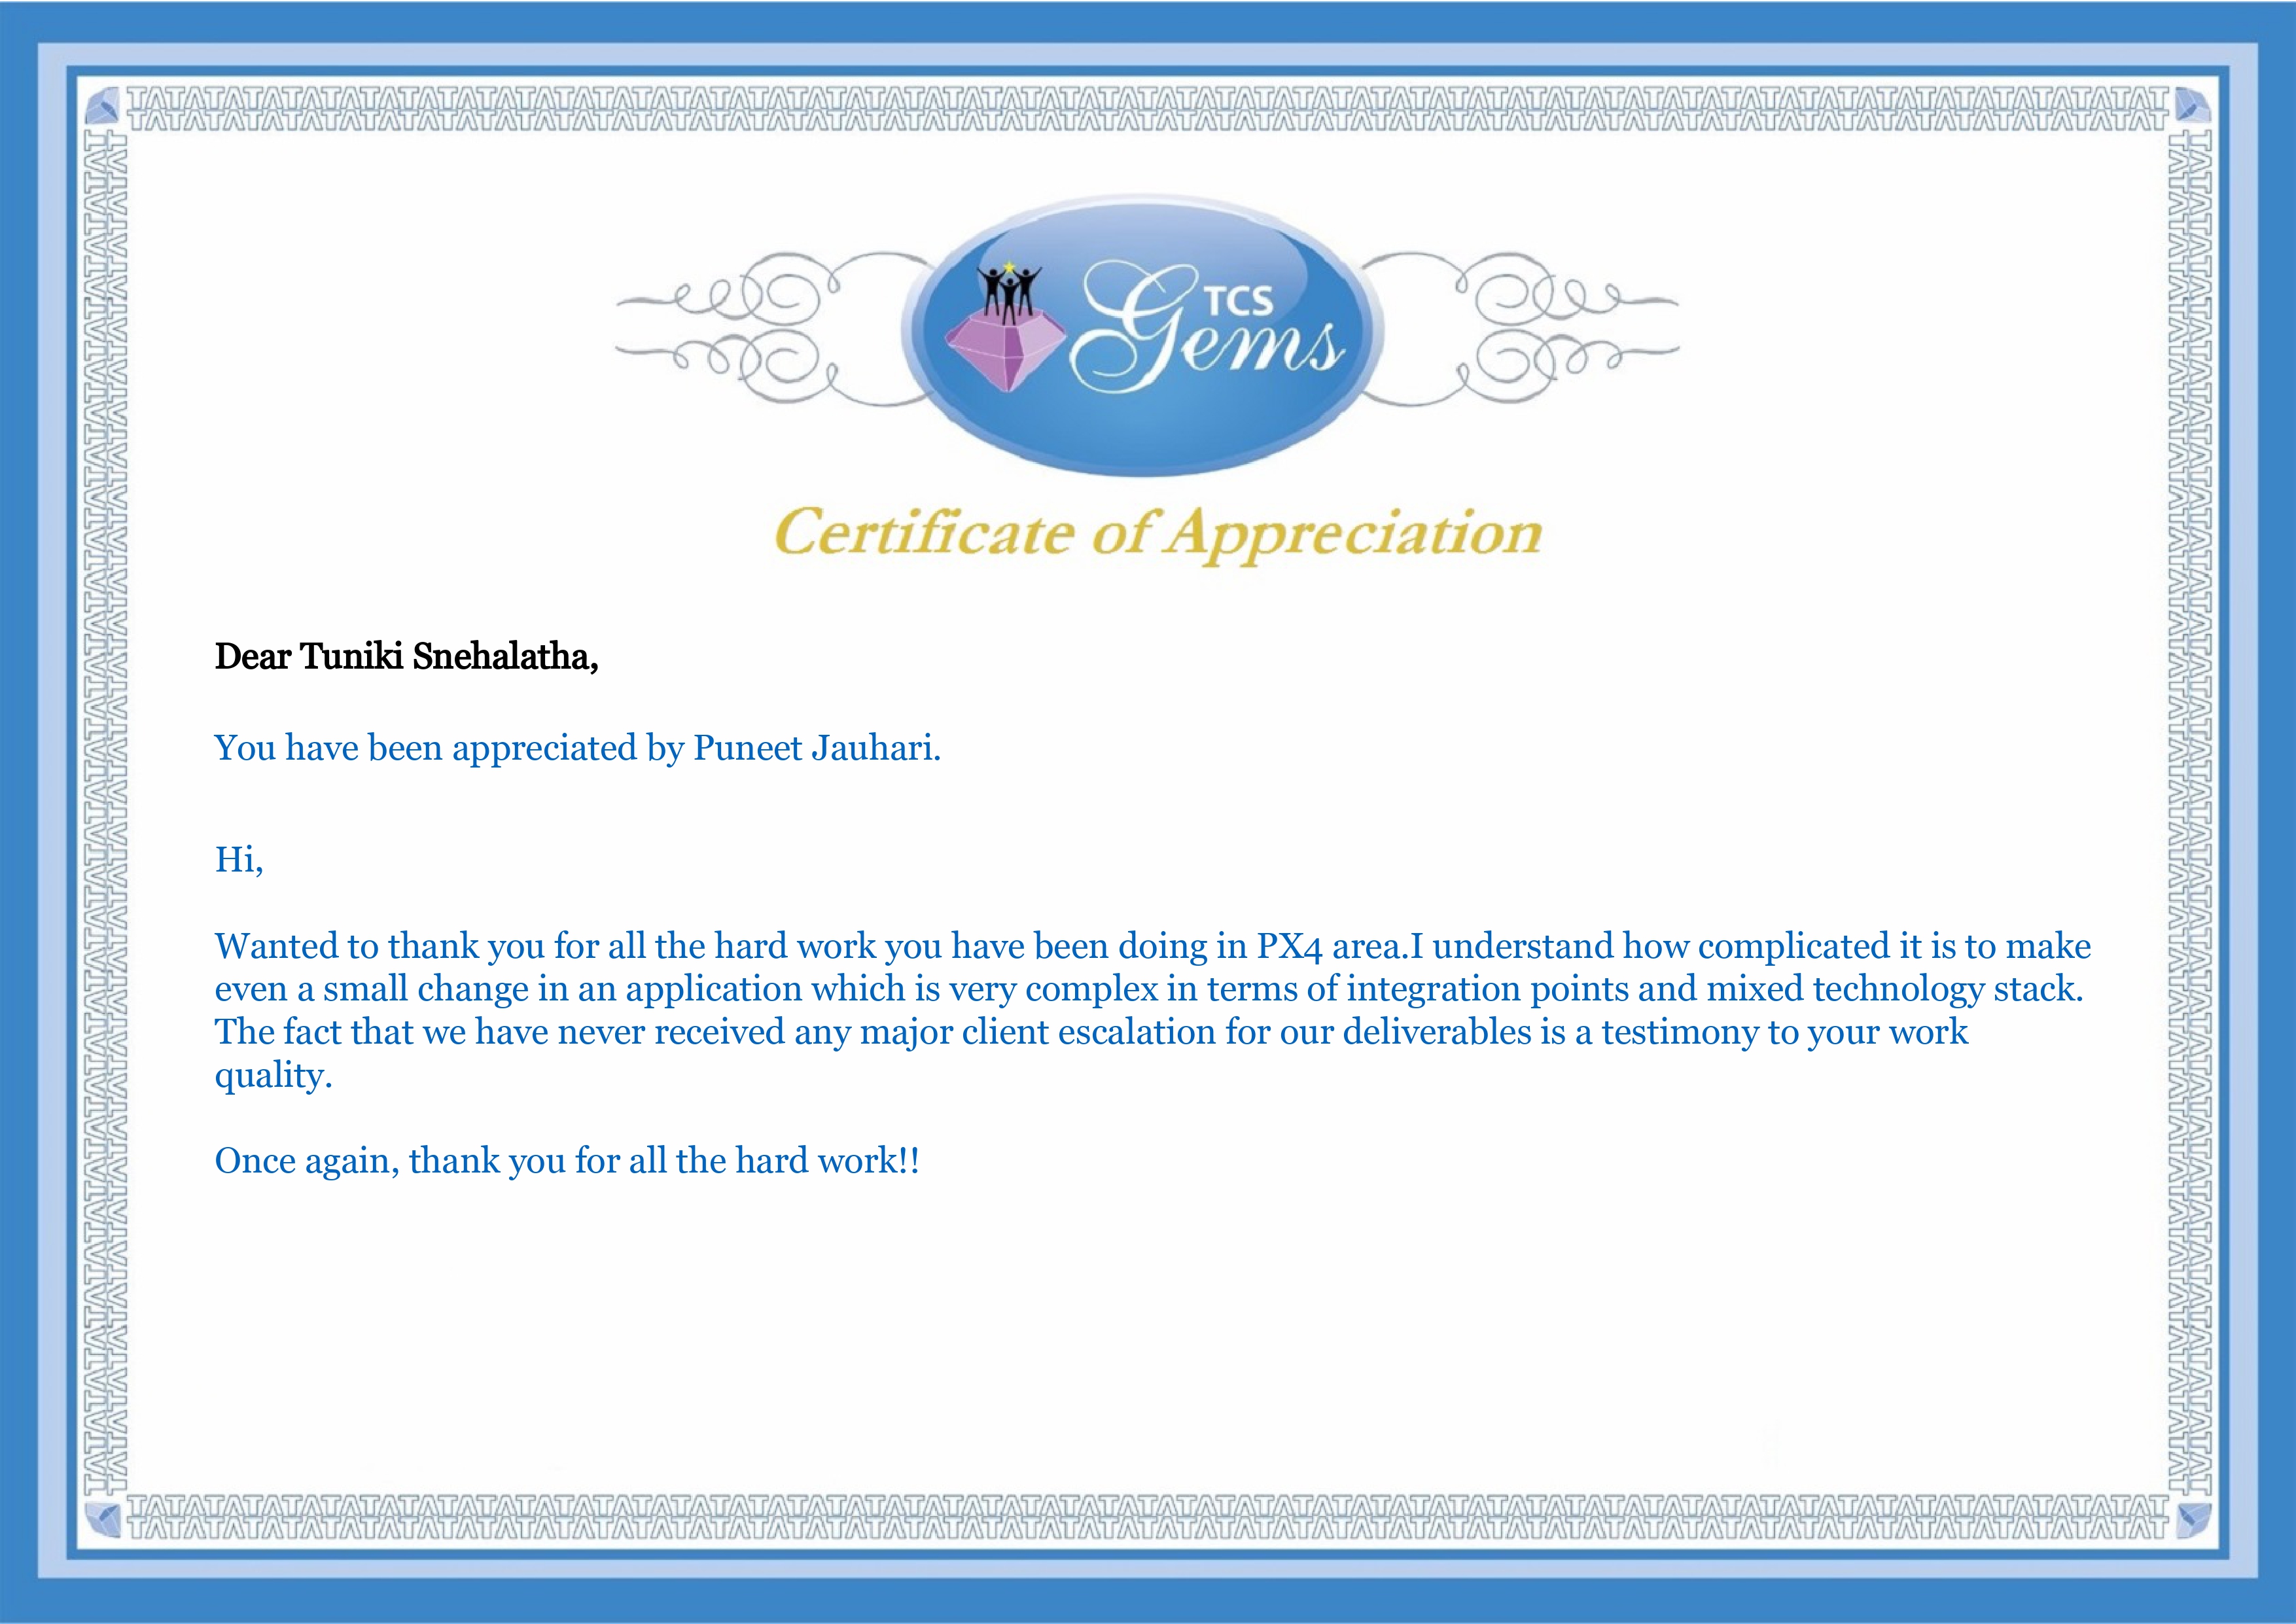 TCS
Gems
Certificate of Appreciation
Dear Tuniki Snehalatha,
You have been appreciated by Puneet Jauhari.
Hi,
Wanted to thank you for all the hard work you have been doing in PX4 area.I understand how complicated it is to make
even a small change in an application which is very complex in terms of integration points and mixed technology stack.
The fact that we have never received any major client escalation for our deliverables is a testimony to your work
quality.
Once again, thank you for all the hard work!!